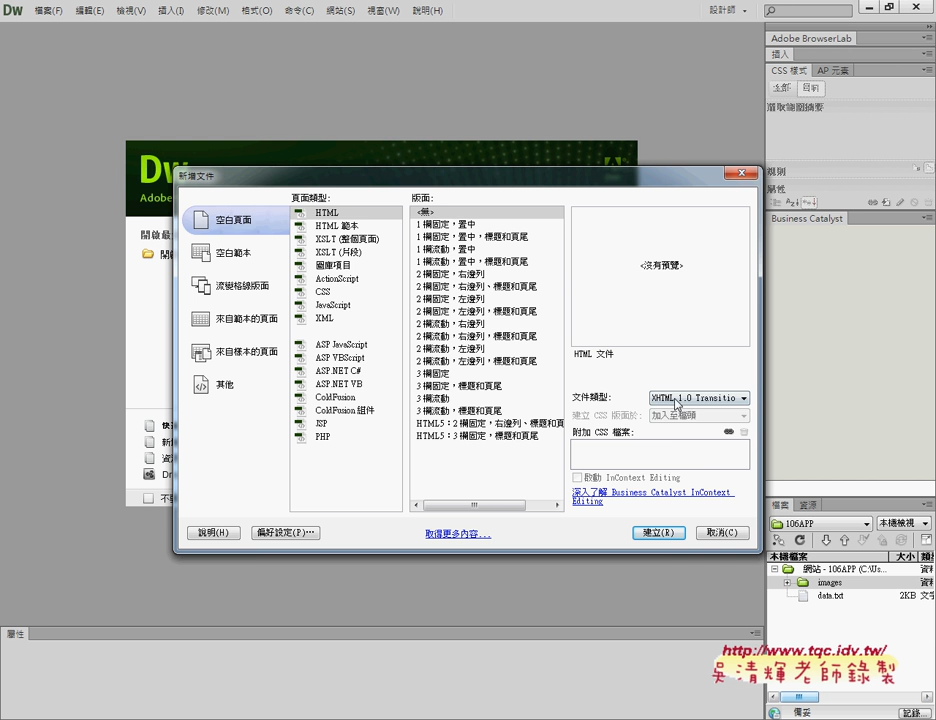 Dw 檔案(F) 編輯(E) 檢視(V) 插入(I) 修改(M) 格式(O) 命令(C) 網站(S) 視窗(W) 說明(H) 設計師
Adobe BrowserLab
插入
CSS 樣式 AP 元素
全部 目前
選取範圍摘要
規則
屬性
Business Catalyst
Dw
Adobe
新增文件
空白頁面
空白範本
流變格線版面
來自範本的頁面
來自樣本的頁面
其他
頁面類型:
HTML
HTML 範本
XSLT (整個頁面)
XSLT (片段)
圖庫項目
ActionScript
CSS
JavaScript
XML
ASP JavaScript
ASP VBScript
ASP.NET C#
ASP.NET VB
ColdFusion
ColdFusion 組件
JSP
PHP
版面:
<無>
1 欄固定，置中
1 欄固定，置中，標題和頁尾
1 欄流動，置中
1 欄流動，置中，標題和頁尾
2 欄固定，右邊列
2 欄固定，右邊列、標題和頁尾
2 欄固定，左邊列
2 欄固定，左邊列，標題和頁尾
2 欄流動，右邊列
2 欄流動，右邊列，標題和頁尾
2 欄流動，左邊列
2 欄流動，左邊列，標題和頁尾
3 欄固定
3 欄固定，標題和頁尾
3 欄流動
3 欄流動，標題和頁尾
HTML5：2 欄固定，右邊列、標題和頁
HTML5：3 欄固定，標題和頁尾
<沒有預覽>
HTML 文件
文件類型: XHTML 1.0 Transitio
建立 CSS 版面於: 加入至檔頭
附加 CSS 檔案:
啟動 InContext Editing
深入了解 Business Catalyst InContext
Editing
說明(H) 偏好設定(P)... 取得更多內容... 建立(R) 取消(C)
檔案 資源
106APP 本機檢視
本機檔案 大小
網站 - 106APP (C:\Us...
images
data.txt 2KB
屬性
http://www.tqc.idv.tw/
吳清輝老師錄製
備妥 記錄...